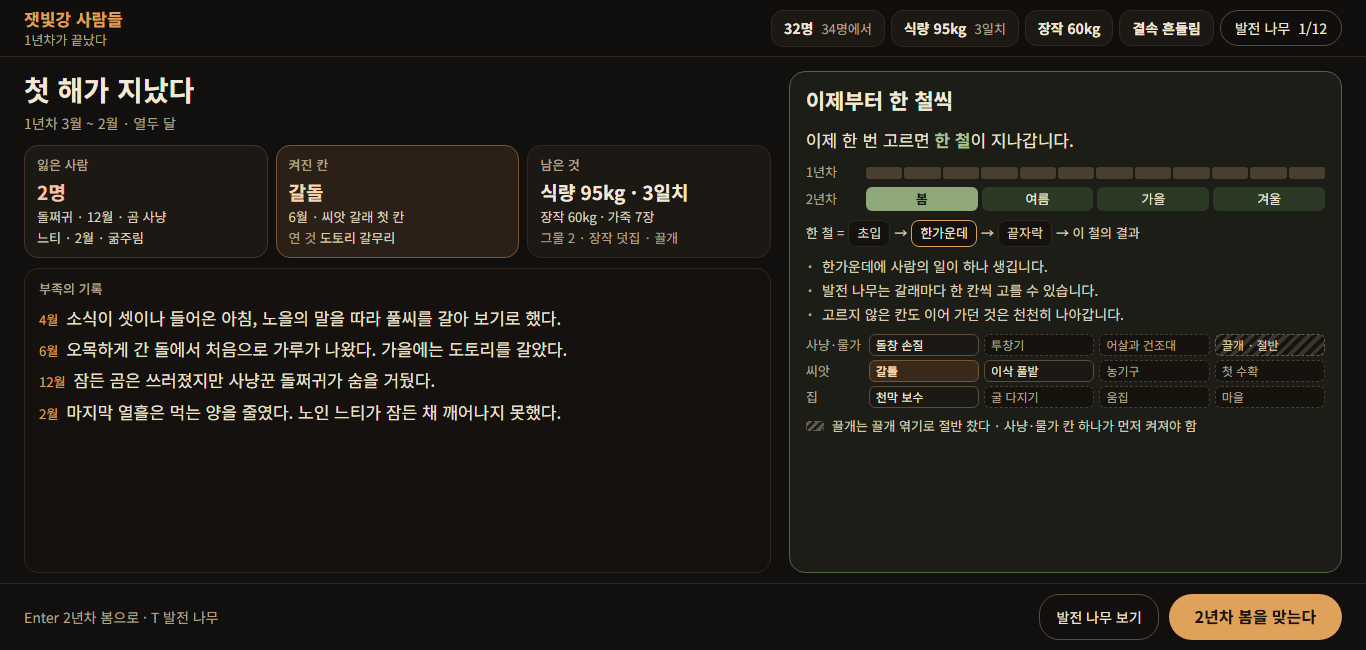 잿빛강 사람들
1년차가 끝났다
32명 34명에서
식량 95kg 3일치
장작 60kg
결속 흔들림
발전 나무 1/12
첫 해가 지났다
1년차 3월 ~ 2월 · 열두 달
잃은 사람
2명
돌쩌귀 · 12월 · 곰 사냥
느티 · 2월 · 굶주림
켜진 칸
갈돌
6월 · 씨앗 갈래 첫 칸
연 것 도토리 갈무리
남은 것
식량 95kg · 3일치
장작 60kg · 가죽 7장
그물 2 · 장작 덧집 · 끌개
부족의 기록
4월 소식이 셋이나 들어온 아침, 노을의 말을 따라 풀씨를 갈아 보기로 했다.
6월 오목하게 간 돌에서 처음으로 가루가 나왔다. 가을에는 도토리를 갈았다.
12월 잠든 곰은 쓰러졌지만 사냥꾼 돌쩌귀가 숨을 거뒀다.
2월 마지막 열흘은 먹는 양을 줄였다. 노인 느티가 잠든 채 깨어나지 못했다.
이제부터 한 철씩
이제 한 번 고르면 한 철이 지나갑니다.
1년차
2년차 봄 여름 가을 겨울
한 철 = 초입 → 한가운데 → 끝자락 → 이 철의 결과
· 한가운데에 사람의 일이 하나 생깁니다.
· 발전 나무는 갈래마다 한 칸씩 고를 수 있습니다.
· 고르지 않은 칸도 이어 가던 것은 천천히 나아갑니다.
사냥·물가 돌창 손질 투창기 어살과 건조대 끌개 · 절반
씨앗 갈돌 이삭 풀밭 농기구 첫 수확
집 천막 보수 굴 다지기 움집 마을
끌개는 끌개 엮기로 절반 찼다 · 사냥·물가 칸 하나가 먼저 켜져야 함
Enter 2년차 봄으로 · T 발전 나무
발전 나무 보기
2년차 봄을 맞는다